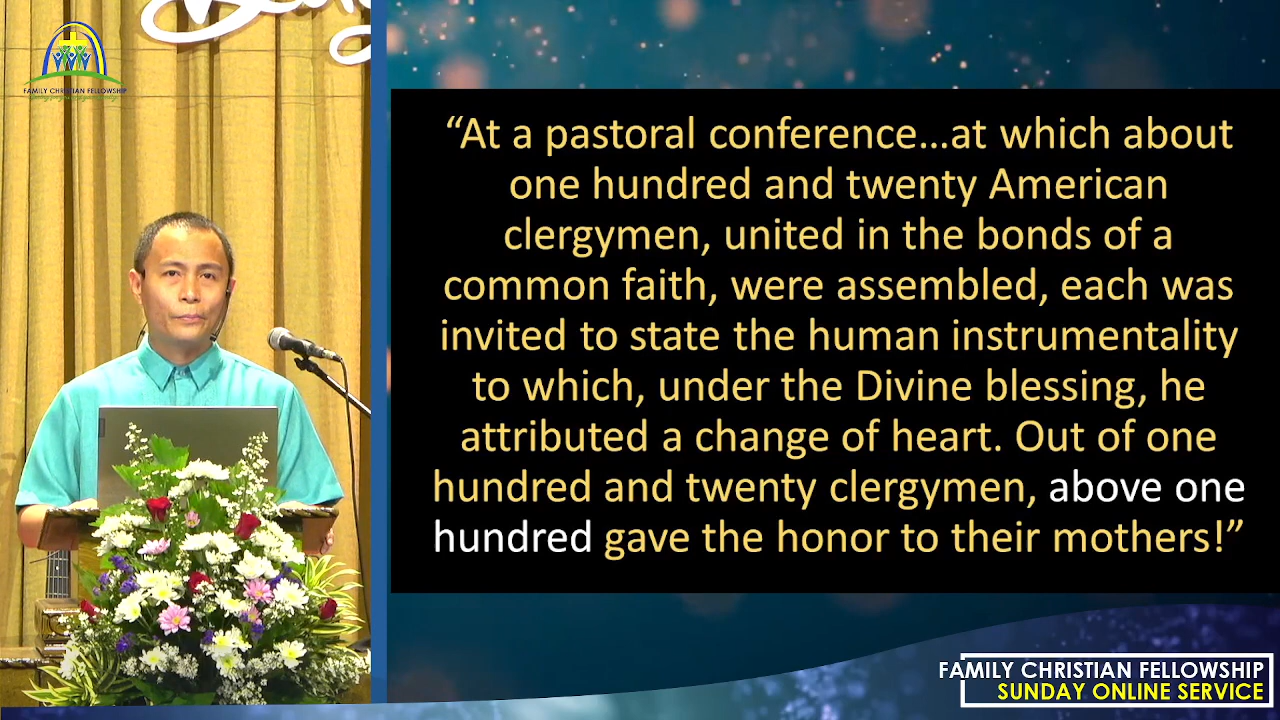 FAMILY CHRISTIAN FELLOWSHIP
“At a pastoral conference...at which about
one hundred and twenty American
clergymen, united in the bonds of a
common faith, were assembled, each was
invited to state the human instrumentality
to which, under the Divine blessing, he
attributed a change of heart. Out of one
hundred and twenty clergymen, above one
hundred gave the honor to their mothers!”
FAMILY CHRISTIAN FELLOWSHIP
SUNDAY ONLINE SERVICE